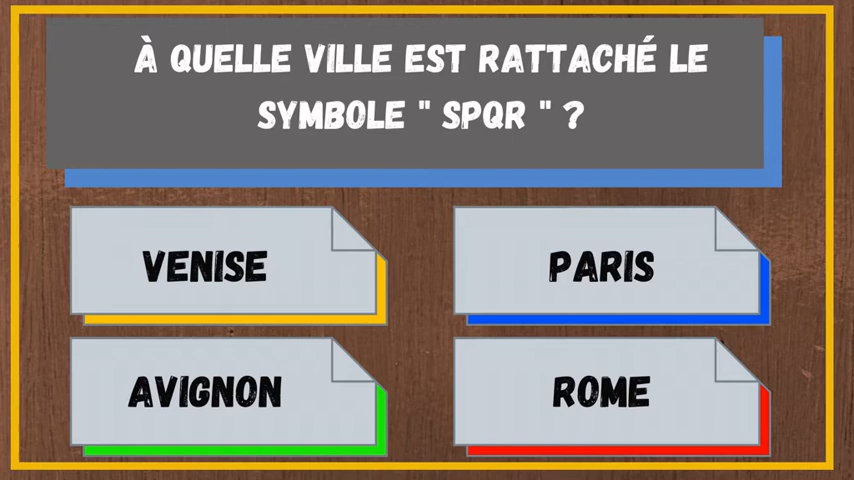 À QUELLE VILLE EST RATTACHÉ LE
SYMBOLE " SPQR " ?
VENISE
PARIS
AVIGNON
ROME